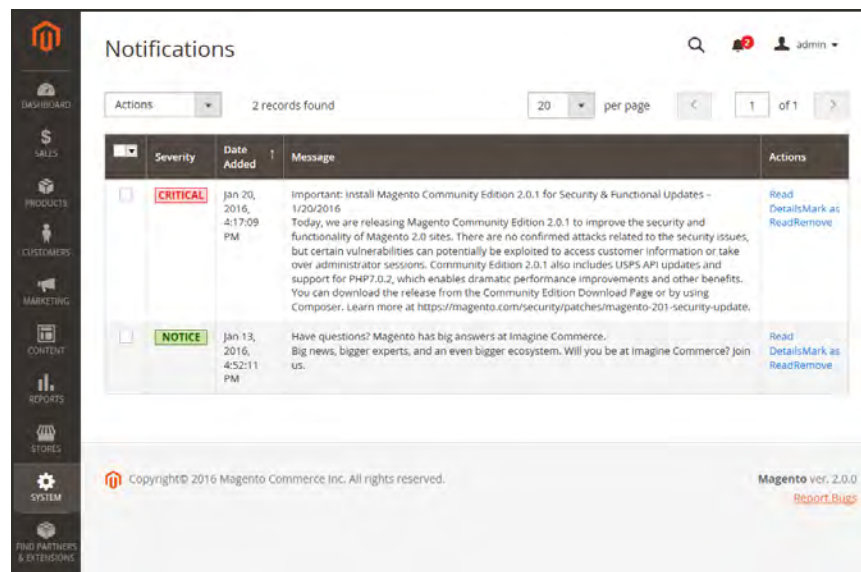 Notifications
2
admin
DASHBOARD
SALES
PRODUCTS
CUSTOMERS
MARKETING
CONTENT
REPORTS
STORES
SYSTEM
FIND PARTNERS
& EXTENSIONS
Actions
2 records found
20
per page
1
of 1
Severity
Date
Added
Message
Actions
CRITICAL
Jan 20,
2016,
4:17:09
PM
Important: Install Magento Community Edition 2.0.1 for Security & Functional Updates –
1/20/2016
Today, we are releasing Magento Community Edition 2.0.1 to improve the security and
functionality of Magento 2.0 sites. There are no confirmed attacks related to the security issues,
but certain vulnerabilities can potentially be exploited to access customer information or take
over administrator sessions. Community Edition 2.0.1 also includes USPS API updates and
support for PHP7.0.2, which enables dramatic performance improvements and other benefits.
You can download the release from the Community Edition Download Page or by using
Composer. Learn more at https://magento.com/security/patches/magento-201-security-update.
Read
DetailsMark as
ReadRemove
NOTICE
Jan 13,
2016,
4:52:11
PM
Have questions? Magento has big answers at Imagine Commerce.
Big news, bigger experts, and an even bigger ecosystem. Will you be at Imagine Commerce? Join
us.
Read
DetailsMark as
ReadRemove
Copyright© 2016 Magento Commerce Inc. All rights reserved.
Magento ver. 2.0.0
Report Bugs